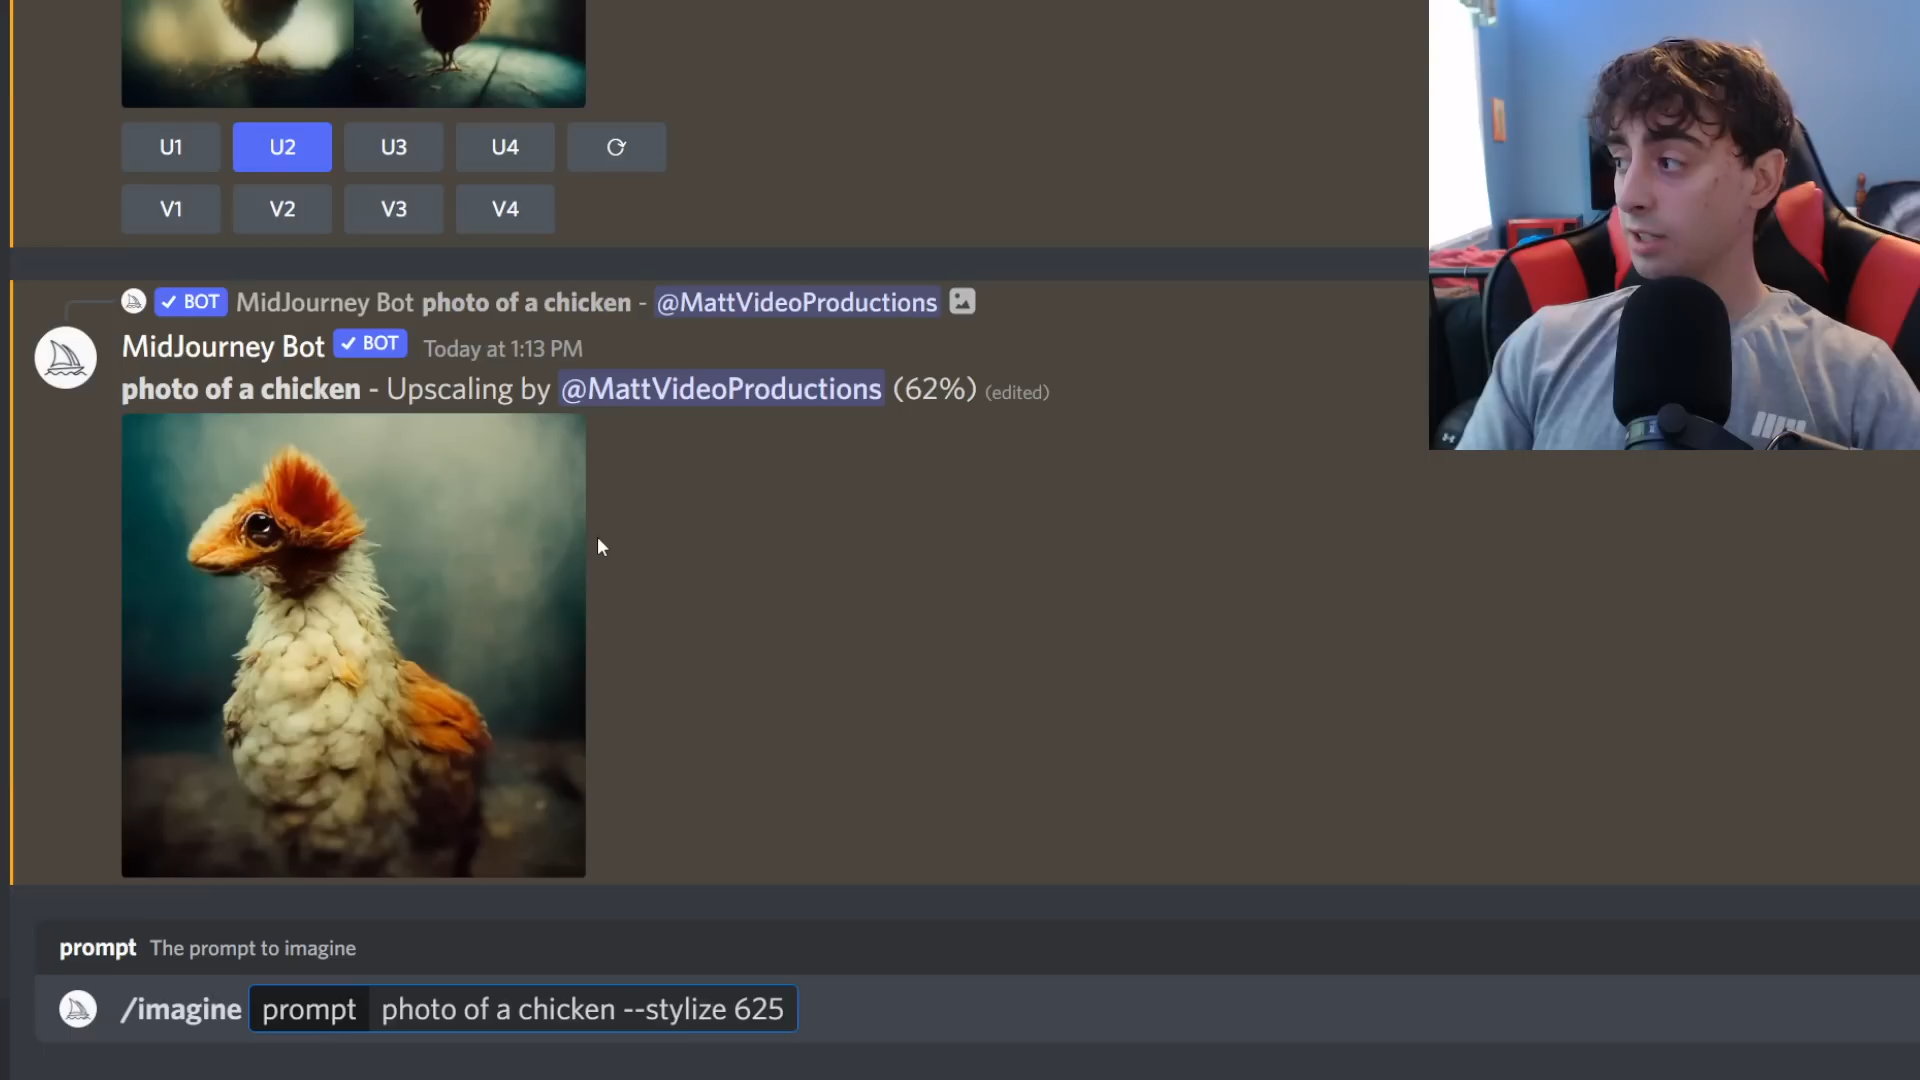 U1 U2 U3 U4
V1 V2 V3 V4
BOT MidJourney Bot photo of a chicken - @MattVideoProductions
MidJourney Bot BOT Today at 1:13 PM
photo of a chicken - Upscaling by @MattVideoProductions (62%) (edited)
prompt The prompt to imagine
/imagine prompt photo of a chicken --stylize 625